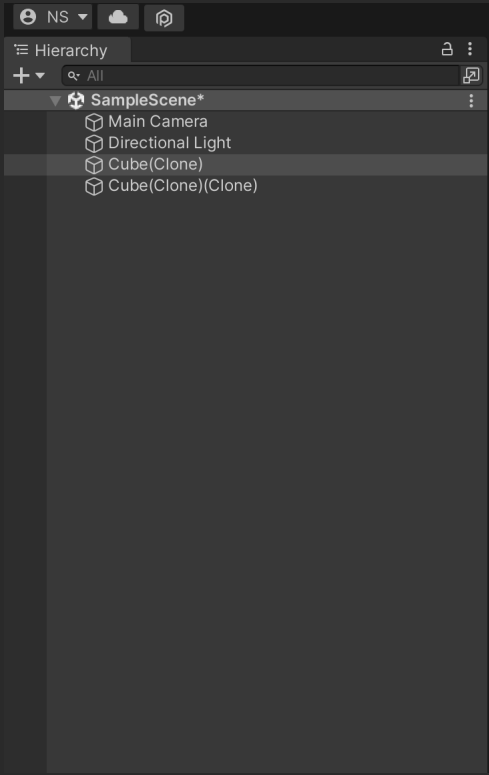 NS
Hierarchy
All
SampleScene*
Main Camera
Directional Light
Cube(Clone)
Cube(Clone)(Clone)